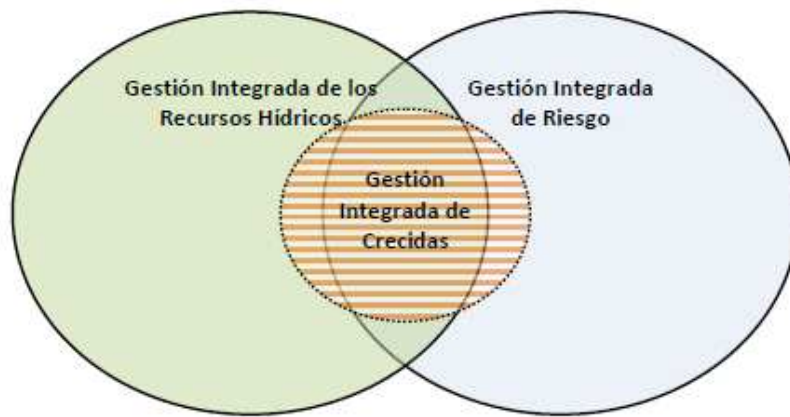 Gestión Integrada de los
Recursos Hídricos
Gestión Integrada
de Riesgo
Gestión
Integrada de
Crecidas